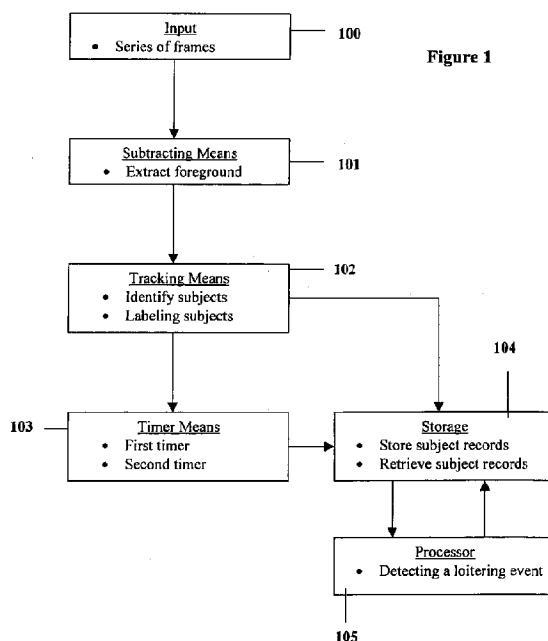 Input
• Series of frames
100
Figure 1
Subtracting Means
• Extract foreground
101
102
Tracking Means
• Identify subjects
• Labeling subjects
104
103
Timer Means
• First timer
• Second timer
Storage
• Store subject records
• Retrieve subject records
Processor
• Detecting a loitering event
105